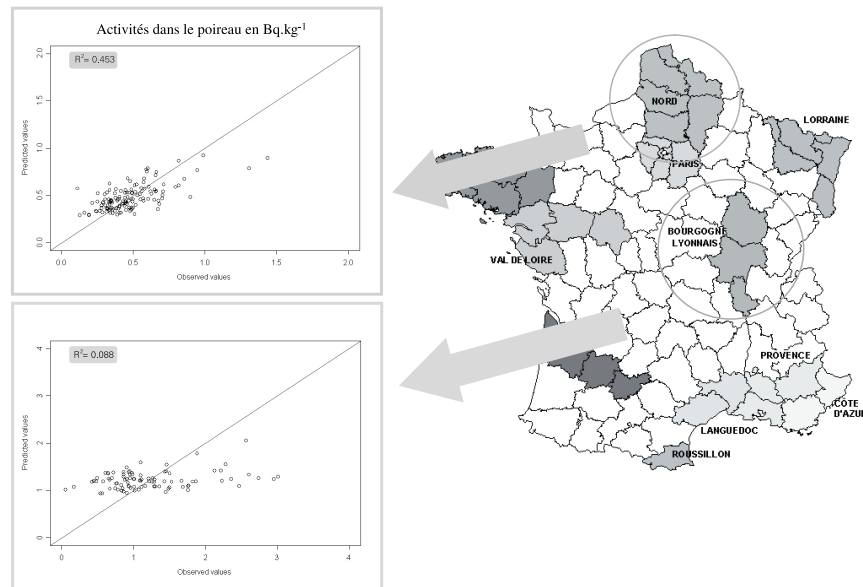 Activités dans le poireau en Bq.kg-1
R2= 0.453
2.0
1.5
1.0
0.5
0.0
Predicted values
0.0 0.5 1.0 1.5 2.0
Observed values
R2= 0.088
4
3
2
1
0
Predicted values
0 1 2 3 4
Observed values
NORD
LORRAINE
PARIS
BOURGOGNE
LYONNAIS
VAL DE LOIRE
PROVENCE
CÔTE
D'AZUR
LANGUEDOC
ROUSSILLON